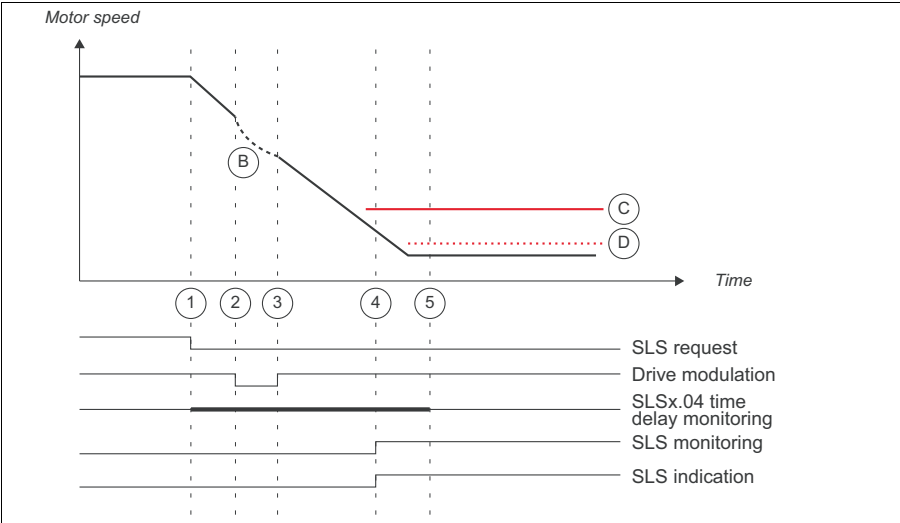 Motor speed
B
C
D
Time
1 2 3 4 5
SLS request
Drive modulation
SLSx.04 time
delay monitoring
SLS monitoring
SLS indication